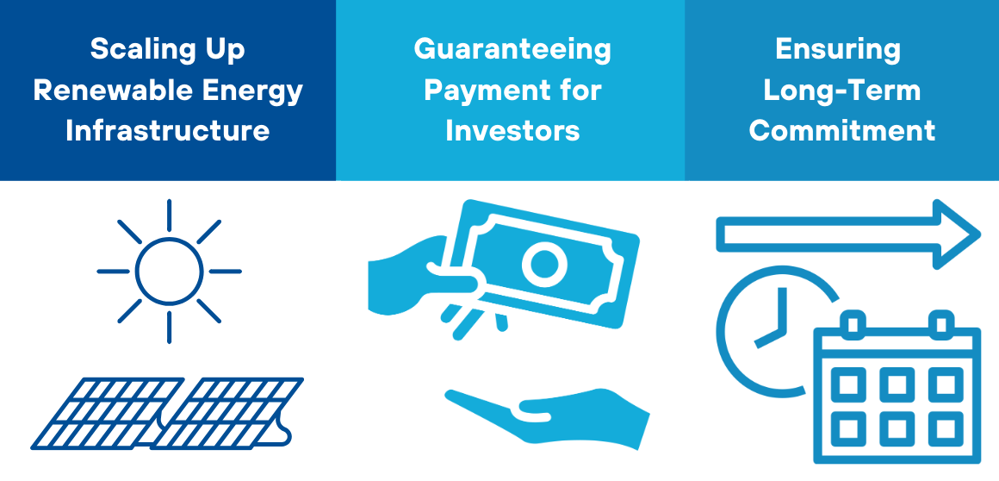 Scaling Up
Renewable Energy
Infrastructure
Guaranteeing
Payment for
Investors
Ensuring
Long-Term
Commitment